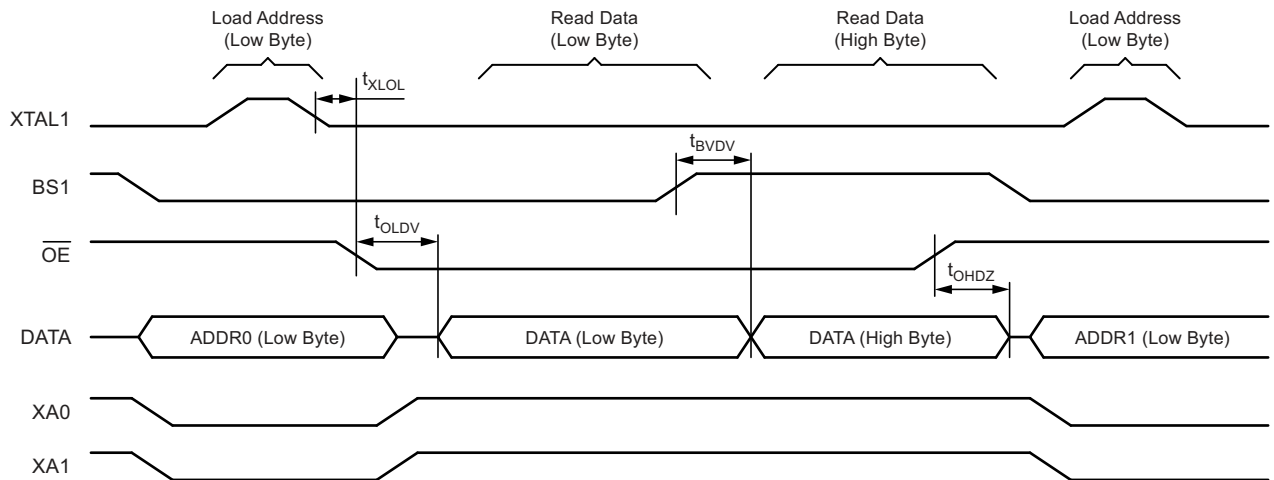 Load Address
(Low Byte)
Read Data
(Low Byte)
Read Data
(High Byte)
Load Address
(Low Byte)
tXLOL
XTAL1
tBVDV
BS1
tOLDV
OE
tOHDZ
DATA
ADDR0 (Low Byte)
DATA (Low Byte)
DATA (High Byte)
ADDR1 (Low Byte)
XA0
XA1